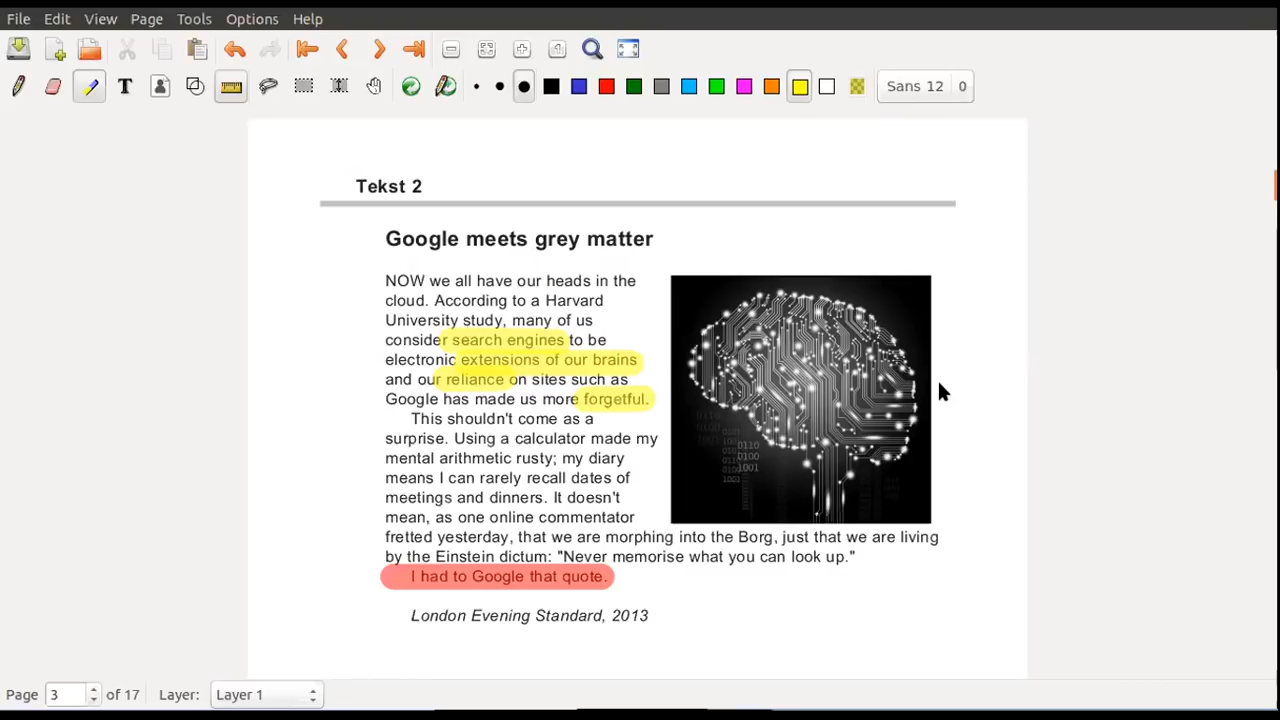 File Edit View Page Tools Options Help
T Sans 12 0
Tekst 2
Google meets grey matter
NOW we all have our heads in the
cloud. According to a Harvard
University study, many of us
consider search engines to be
electronic extensions of our brains
and our reliance on sites such as
Google has made us more forgetful.
This shouldn't come as a
surprise. Using a calculator made my
mental arithmetic rusty; my diary
means I can rarely recall dates of
meetings and dinners. It doesn't
mean, as one online commentator
fretted yesterday, that we are morphing into the Borg, just that we are living
by the Einstein dictum: "Never memorise what you can look up."
I had to Google that quote.
London Evening Standard, 2013
0110
0100
1001
Page 3 of 17 Layer: Layer 1